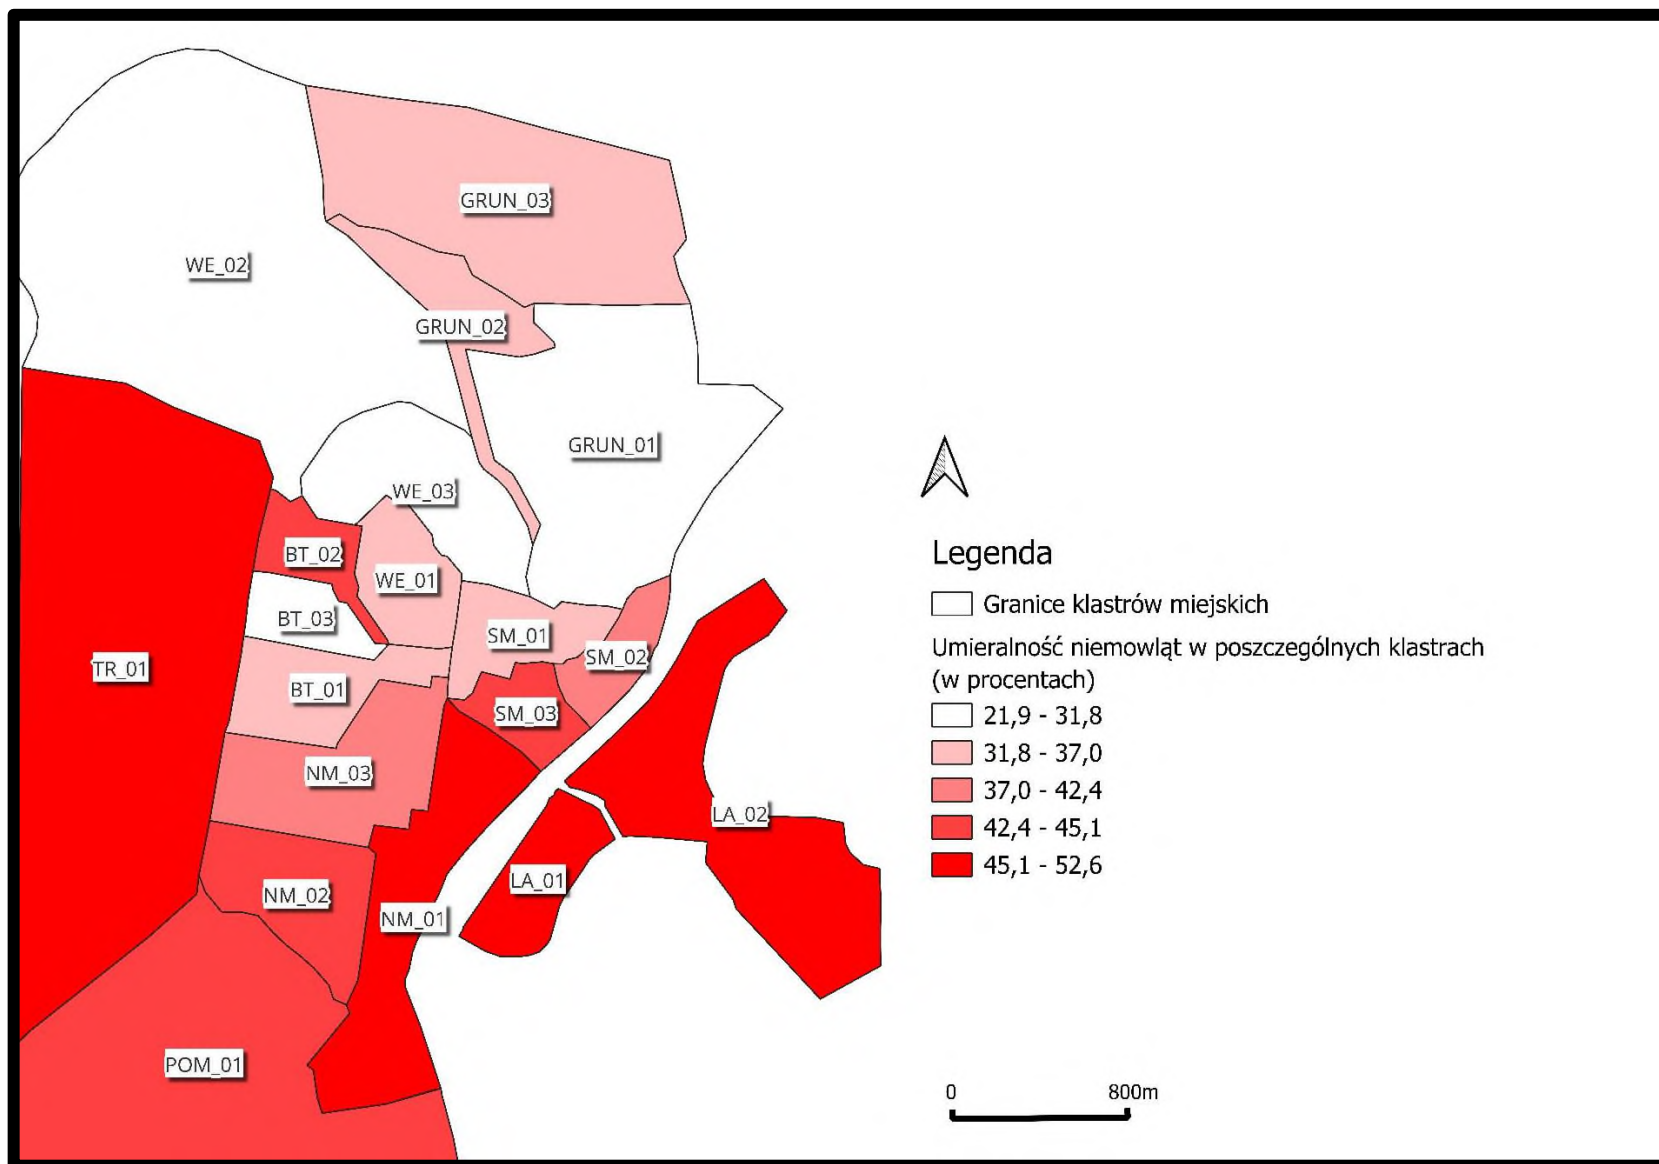 GRUN_03
WE_02
GRUN_02
GRUN_01
WE_03
BT_02
WE_01
BT_03
SM_01
SM_02
TR_01
BT_01
SM_03
NM_03
LA_02
LA_01
NM_02
NM_01
POM_01
Legenda
Granice klastrów miejskich
Umieralność niemowląt w poszczególnych klastrach
(w procentach)
21,9 - 31,8
31,8 - 37,0
37,0 - 42,4
42,4 - 45,1
45,1 - 52,6
0 800m